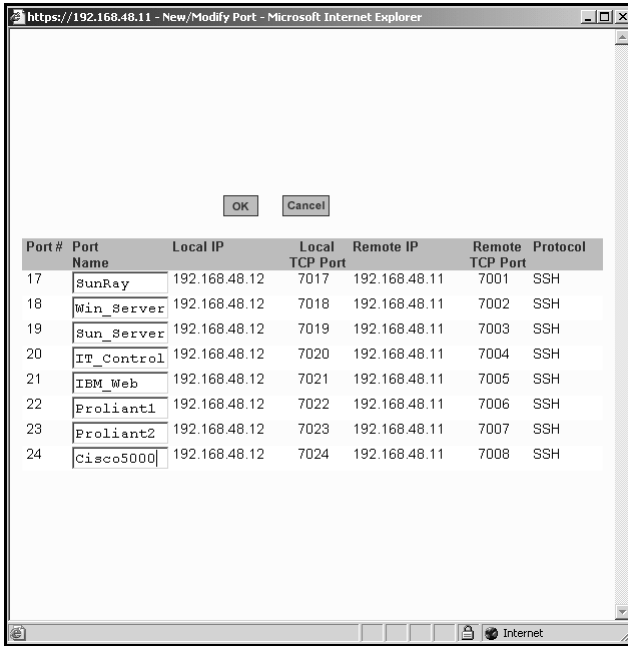 https://192.168.48.11 - New/Modify Port - Microsoft Internet Explorer
OK Cancel
Port # Port Name Local IP Local TCP Port Remote IP Remote TCP Port Protocol
17 SunRay 192.168.48.12 7017 192.168.48.11 7001 SSH
18 Win_Server 192.168.48.12 7018 192.168.48.11 7002 SSH
19 Sun_Server 192.168.48.12 7019 192.168.48.11 7003 SSH
20 IT_Control 192.168.48.12 7020 192.168.48.11 7004 SSH
21 IBM_Web 192.168.48.12 7021 192.168.48.11 7005 SSH
22 Proliant1 192.168.48.12 7022 192.168.48.11 7006 SSH
23 Proliant2 192.168.48.12 7023 192.168.48.11 7007 SSH
24 Cisco5000 192.168.48.12 7024 192.168.48.11 7008 SSH
Internet